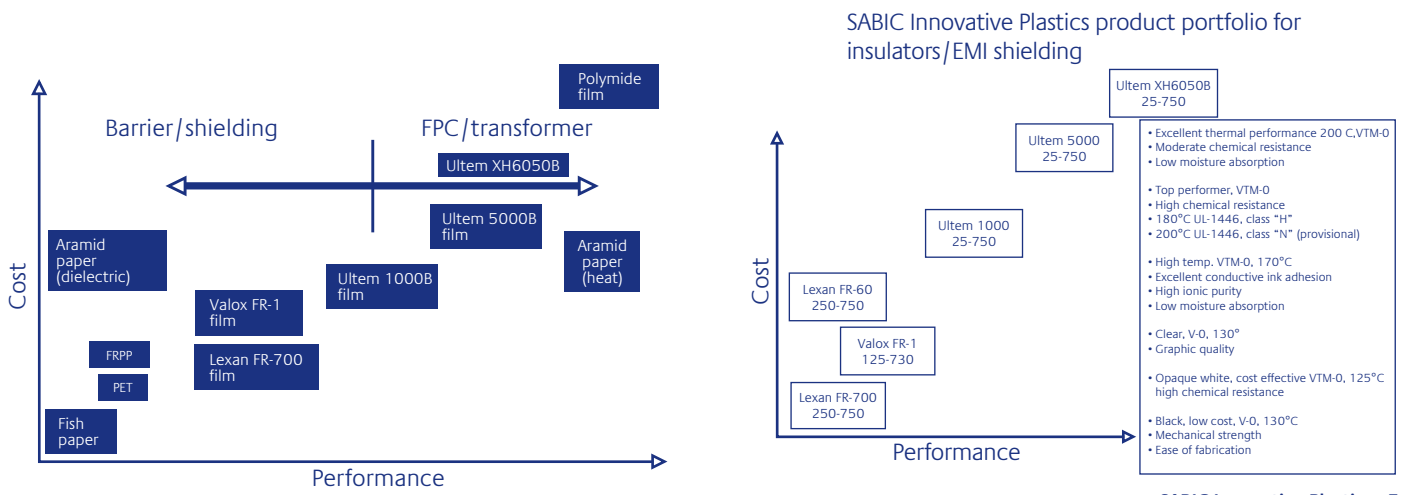 Polymide
film
Barrier/shielding
FPC/transformer
Ultem XH6050B
Ultem 5000B
film
Aramid
paper
(dielectric)
Aramid
paper
(heat)
Ultem 1000B
film
Valox FR-1
film
FRPP
Lexan FR-700
film
PET
Fish
paper
Cost
Performance
SABIC Innovative Plastics product portfolio for
insulators/EMI shielding
Ultem XH6050B
25-750
Ultem 5000
25-750
Ultem 1000
25-750
Lexan FR-60
250-750
Valox FR-1
125-730
Lexan FR-700
250-750
Cost
Performance
• Excellent thermal performance 200 C,VTM-0
• Moderate chemical resistance
• Low moisture absorption
• Top performer, VTM-0
• High chemical resistance
• 180°C UL-1446, class “H”
• 200°C UL-1446, class “N” (provisional)
• High temp. VTM-0, 170°C
• Excellent conductive ink adhesion
• High ionic purity
• Low moisture absorption
• Clear, V-0, 130°
• Graphic quality
• Opaque white, cost effective VTM-0, 125°C
high chemical resistance
• Black, low cost, V-0, 130°C
• Mechanical strength
• Ease of fabrication